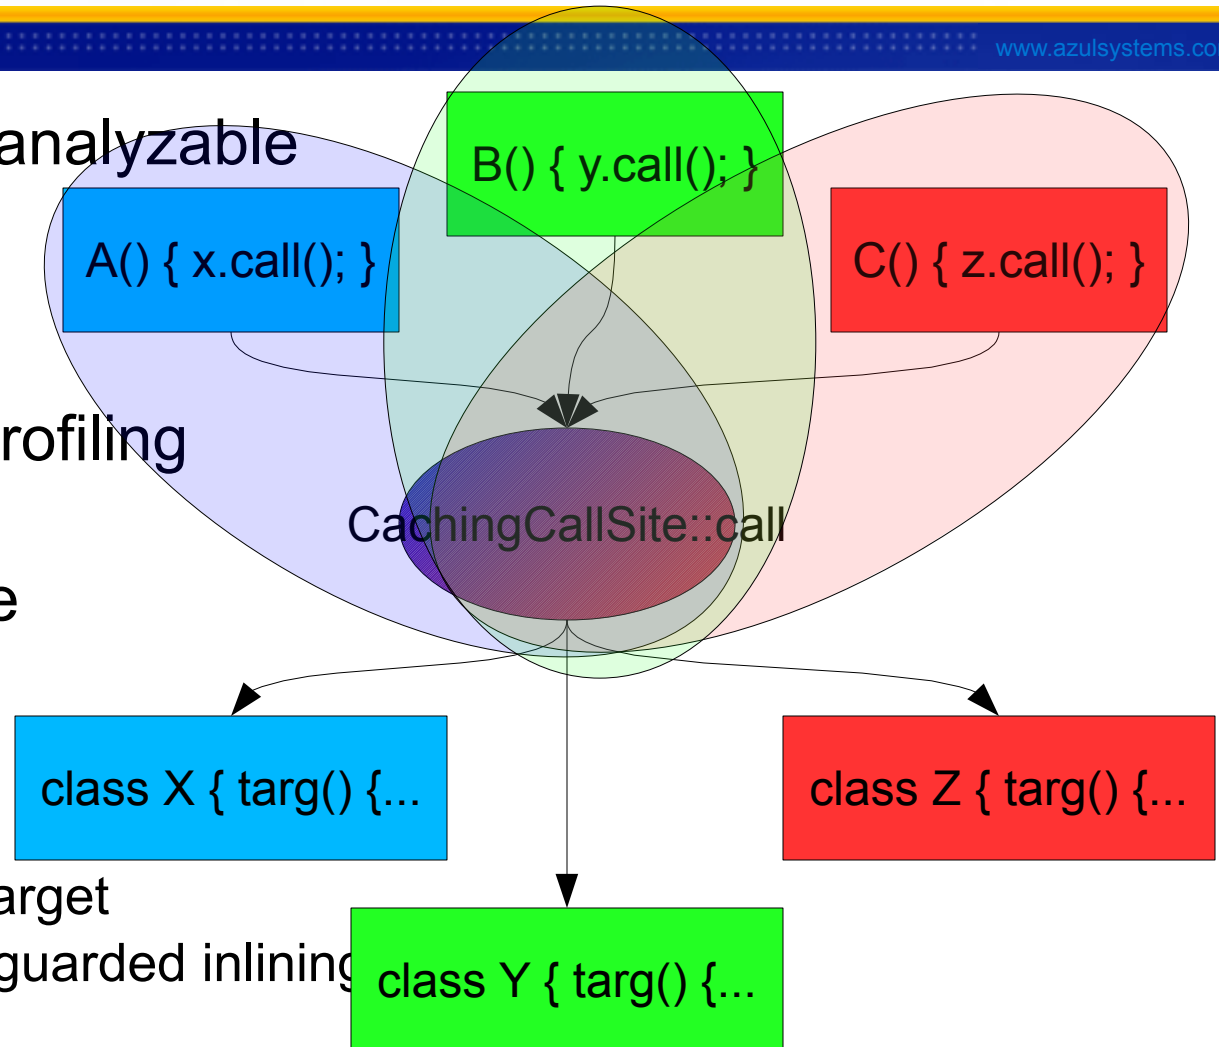 www.azulsystems.co
analyzable
B() { y.call(); }
A() { x.call(); }
C() { z.call(); }
rofiling
CachingCallSite::call
e
class X { targ() {...
class Z { targ() {...
arget
guarded inlining
class Y { targ() {...